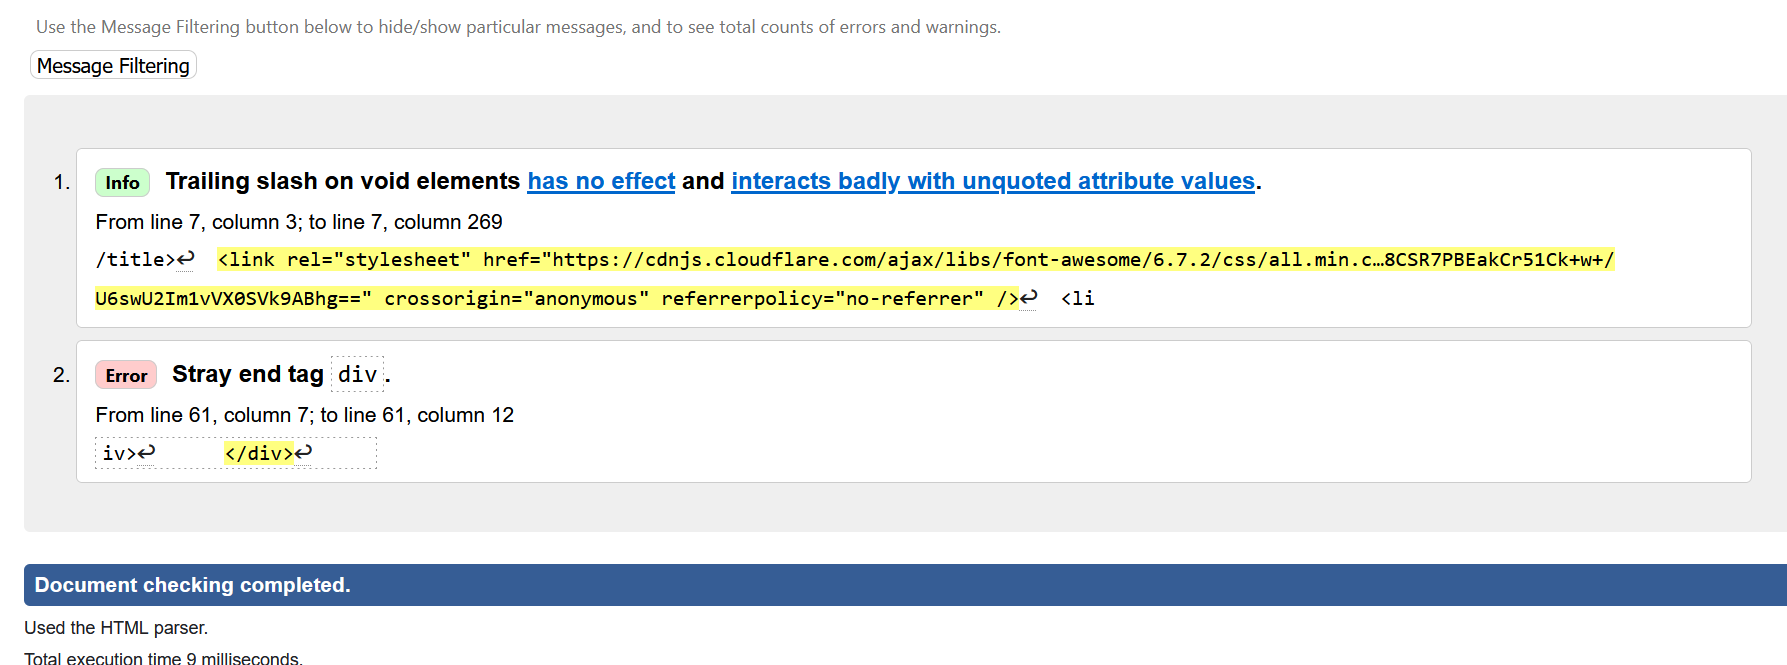 Use the Message Filtering button below to hide/show particular messages, and to see total counts of errors and warnings.
Message Filtering
1. Info Trailing slash on void elements has no effect and interacts badly with unquoted attribute values.
From line 7, column 3; to line 7, column 269
/title>↩  <link rel="stylesheet" href="https://cdnjs.cloudflare.com/ajax/libs/font-awesome/6.7.2/css/all.min.c…8CSR7PBEakCr51Ck+w+/
U6swU2Im1vVX0SVk9ABhg==" crossorigin="anonymous" referrerpolicy="no-referrer" />↩  <li
2. Error Stray end tag div.
From line 61, column 7; to line 61, column 12
iv>↩      </div>↩
Document checking completed.
Used the HTML parser.
Total execution time 9 milliseconds.